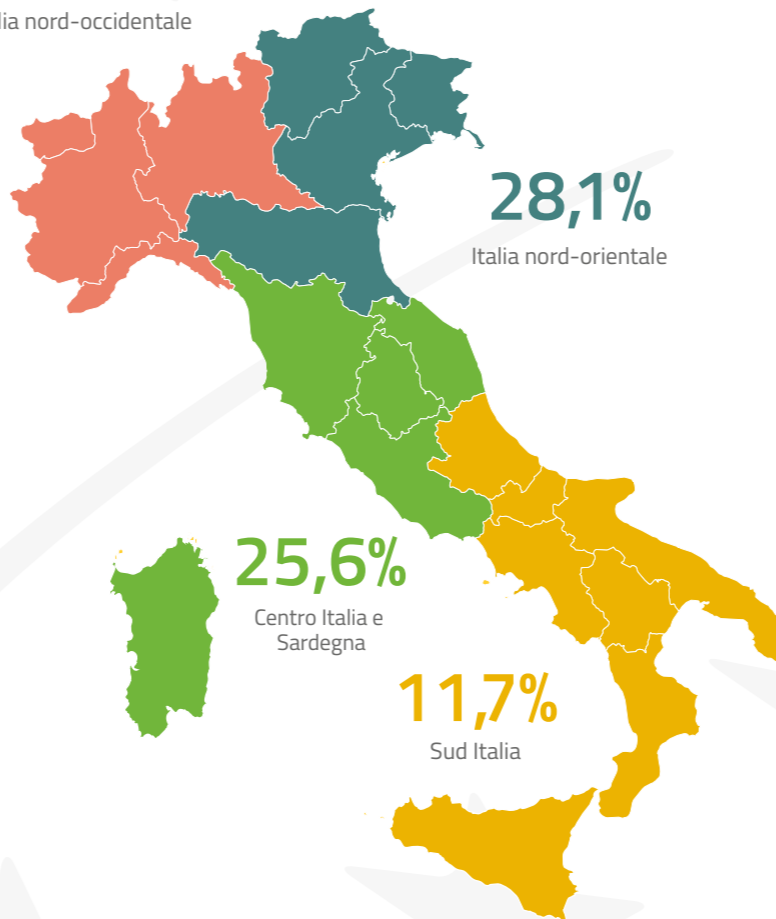 lia nord-occidentale
28,1%
Italia nord-orientale
25,6%
Centro Italia e
Sardegna
11,7%
Sud Italia